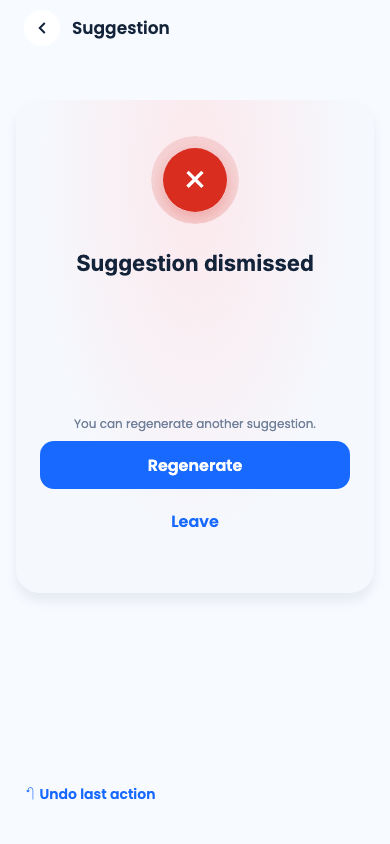 Suggestion
Suggestion dismissed
You can regenerate another suggestion.
Regenerate
Leave
Undo last action